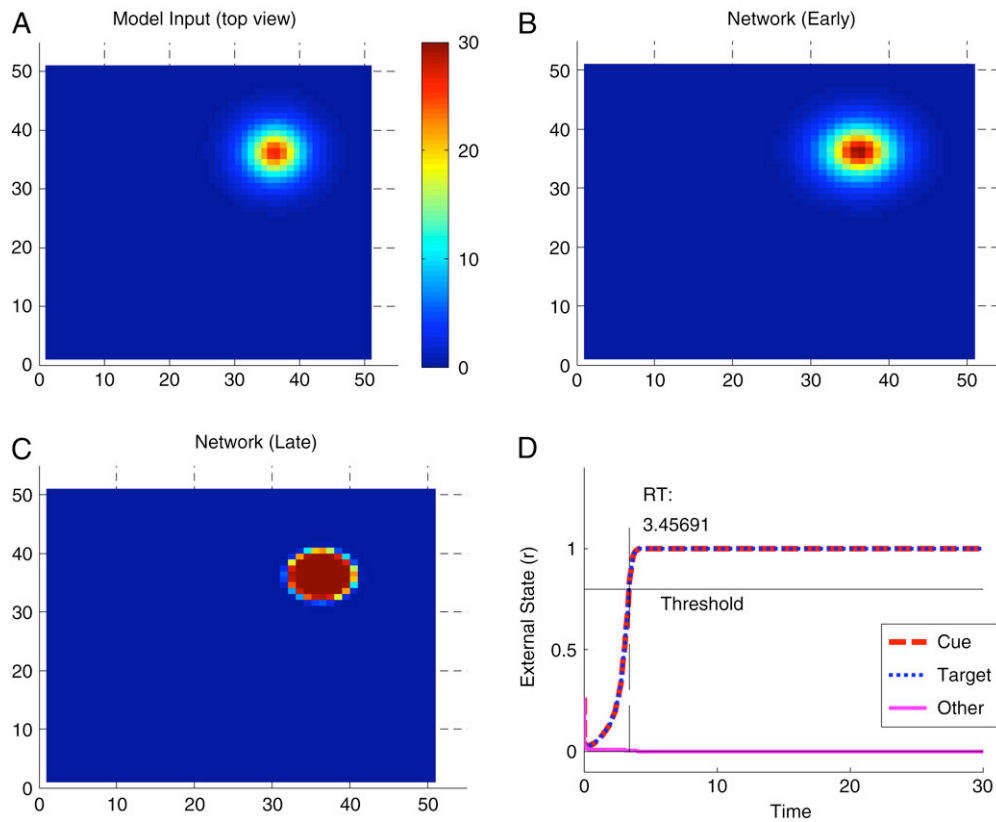 A
Model Input (top view)
50
40
30
20
10
0
0 10 20 30 40 50
30
20
10
0
B
Network (Early)
50
40
30
20
10
0
0 10 20 30 40 50
C
Network (Late)
50
40
30
20
10
0
0 10 20 30 40 50
D
RT:
3.45691
1
0.5
0
External State (r)
Threshold
Cue
Target
Other
0 10 20 30
Time